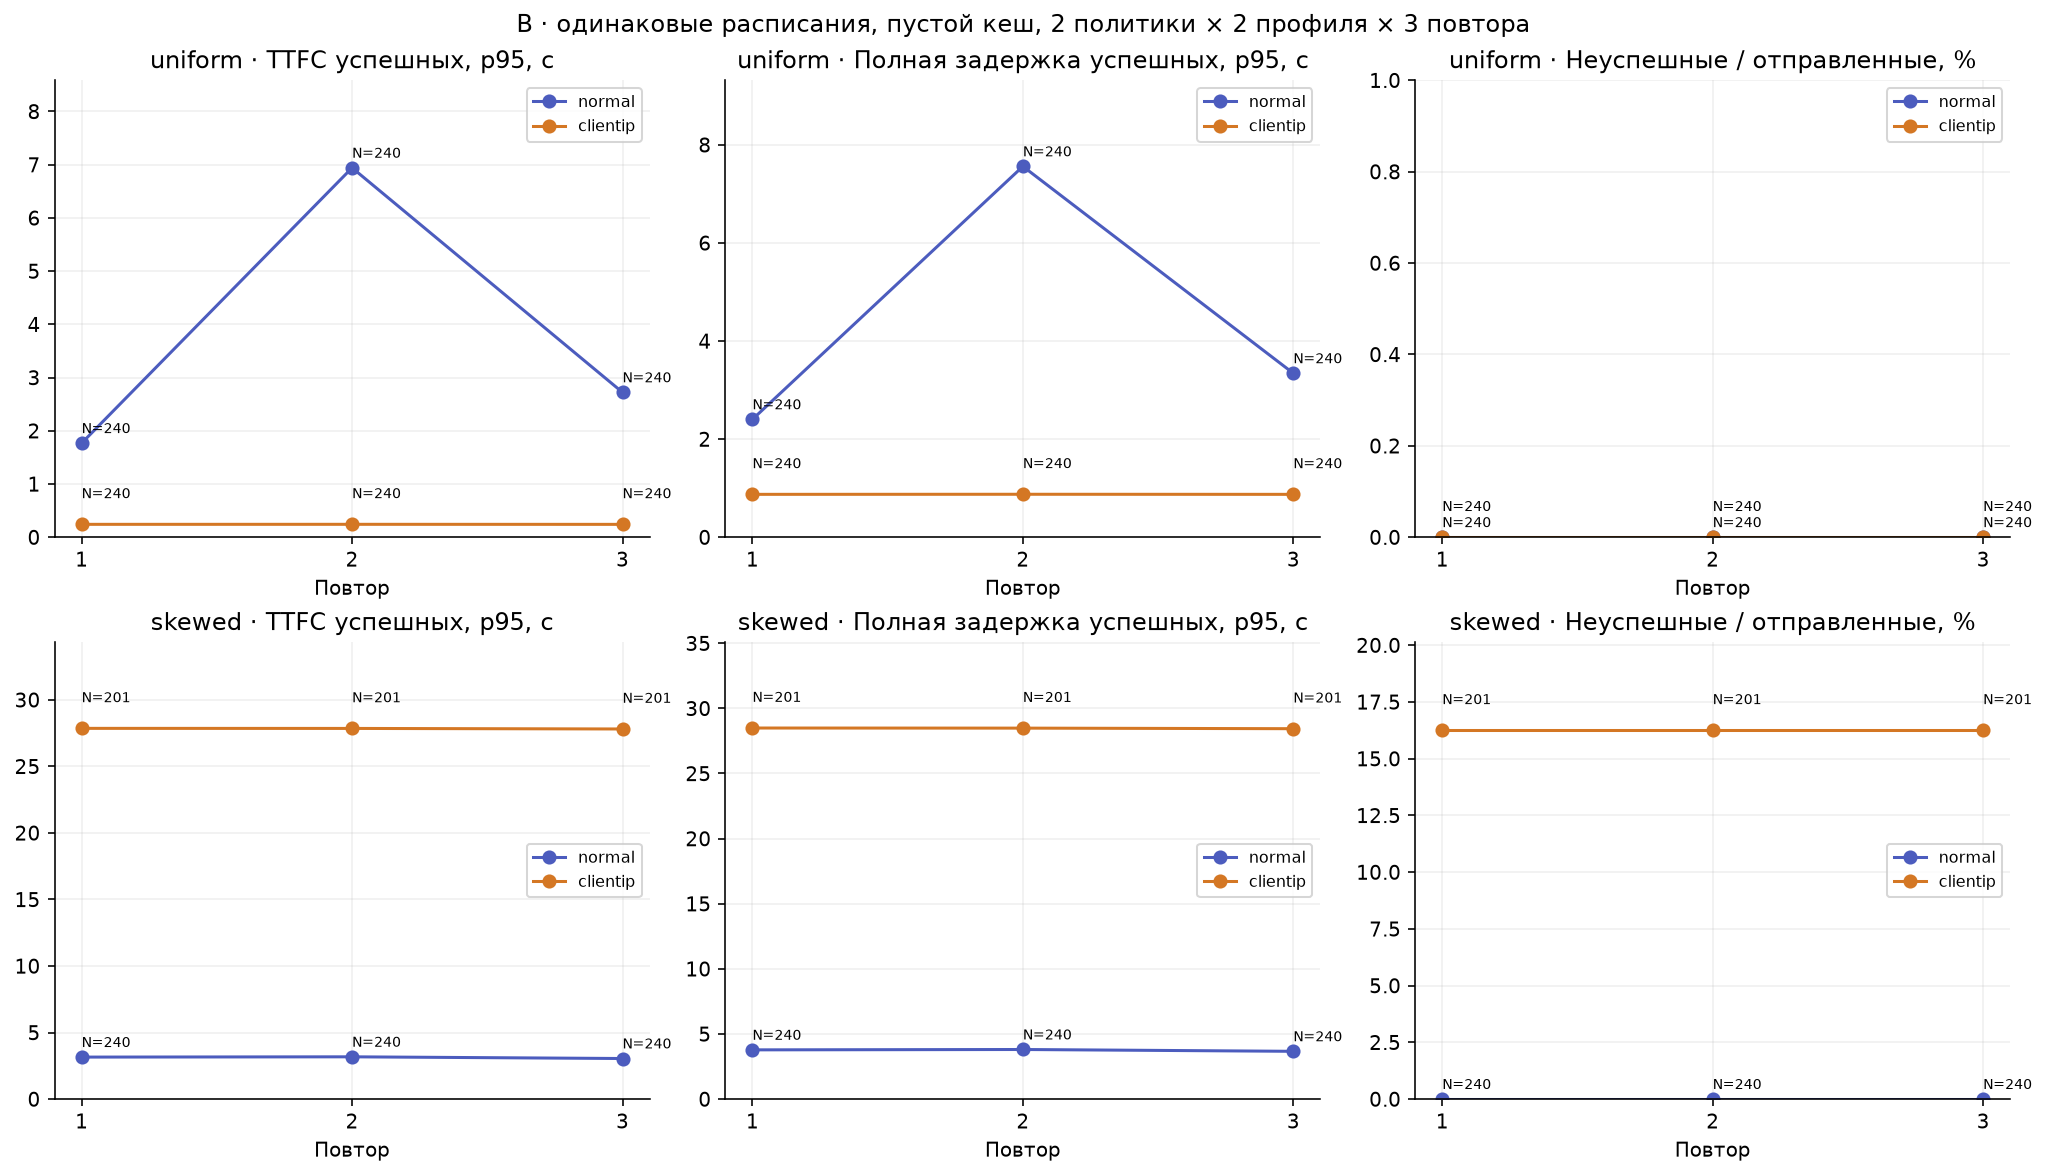 B · одинаковые расписания, пустой кеш, 2 политики × 2 профиля × 3 повтора
uniform · TTFC успешных, p95, с
8
7
6
5
4
3
2
1
0
normal
clientip
N=240
N=240
N=240
N=240
N=240
N=240
1
2
3
Повтор
uniform · Полная задержка успешных, p95, с
8
6
4
2
0
normal
clientip
N=240
N=240
N=240
N=240
N=240
N=240
1
2
3
Повтор
uniform · Неуспешные / отправленные, %
1.0
0.8
0.6
0.4
0.2
0.0
normal
clientip
N=240
N=240
N=240
N=240
N=240
N=240
1
2
3
Повтор
skewed · TTFC успешных, p95, с
30
25
20
15
10
5
0
N=201
N=201
N=201
normal
clientip
N=240
N=240
N=240
1
2
3
Повтор
skewed · Полная задержка успешных, p95, с
35
30
25
20
15
10
5
0
N=201
N=201
N=201
normal
clientip
N=240
N=240
N=240
1
2
3
Повтор
skewed · Неуспешные / отправленные, %
20.0
17.5
15.0
12.5
10.0
7.5
5.0
2.5
0.0
N=201
N=201
N=201
normal
clientip
N=240
N=240
N=240
1
2
3
Повтор